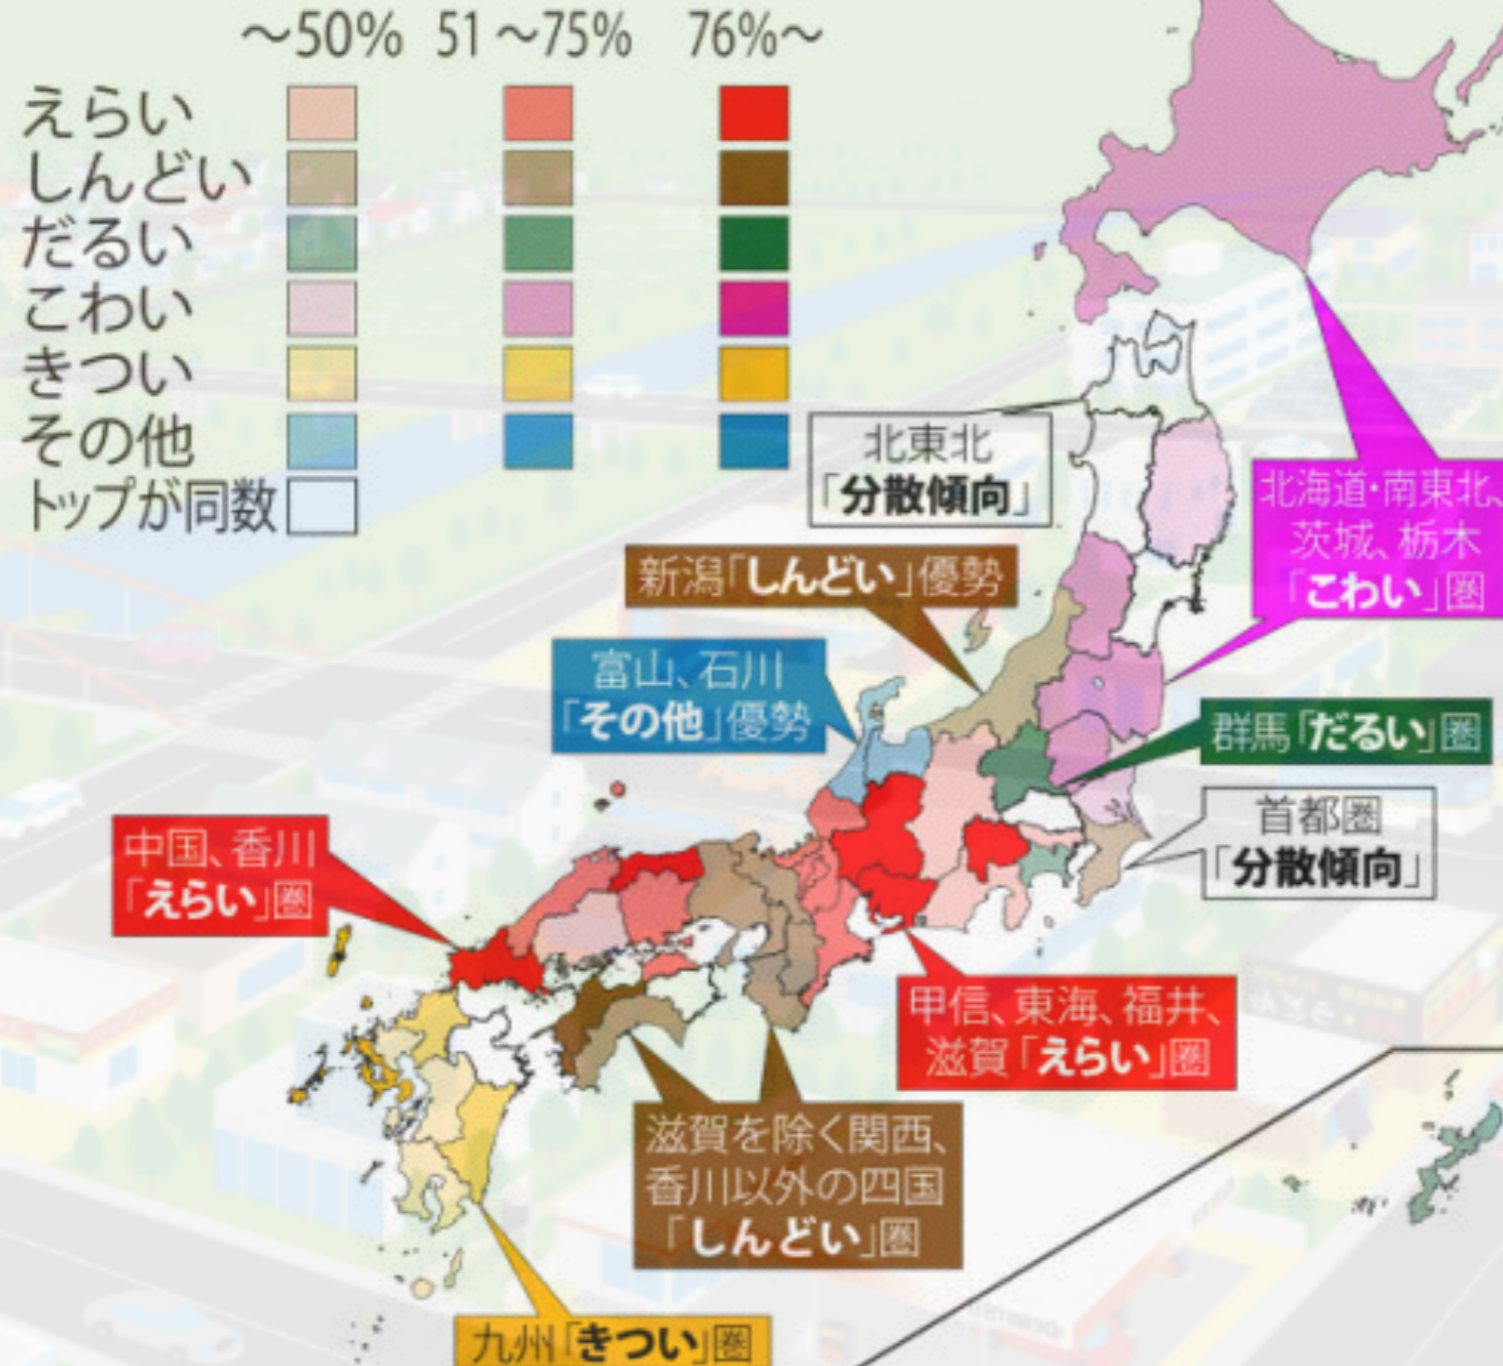 ～50% 51～75% 76%～
えらい
しんどい
だるい
こわい
きつい
その他
トップが同数
北東北
「分散傾向」
北海道・南東北、
茨城、栃木
「こわい」圏
新潟「しんどい」優勢
富山、石川
「その他」優勢
群馬「だるい」圏
首都圏
「分散傾向」
中国、香川
「えらい」圏
甲信、東海、福井、
滋賀「えらい」圏
滋賀を除く関西、
香川以外の四国
「しんどい」圏
九州「きつい」圏